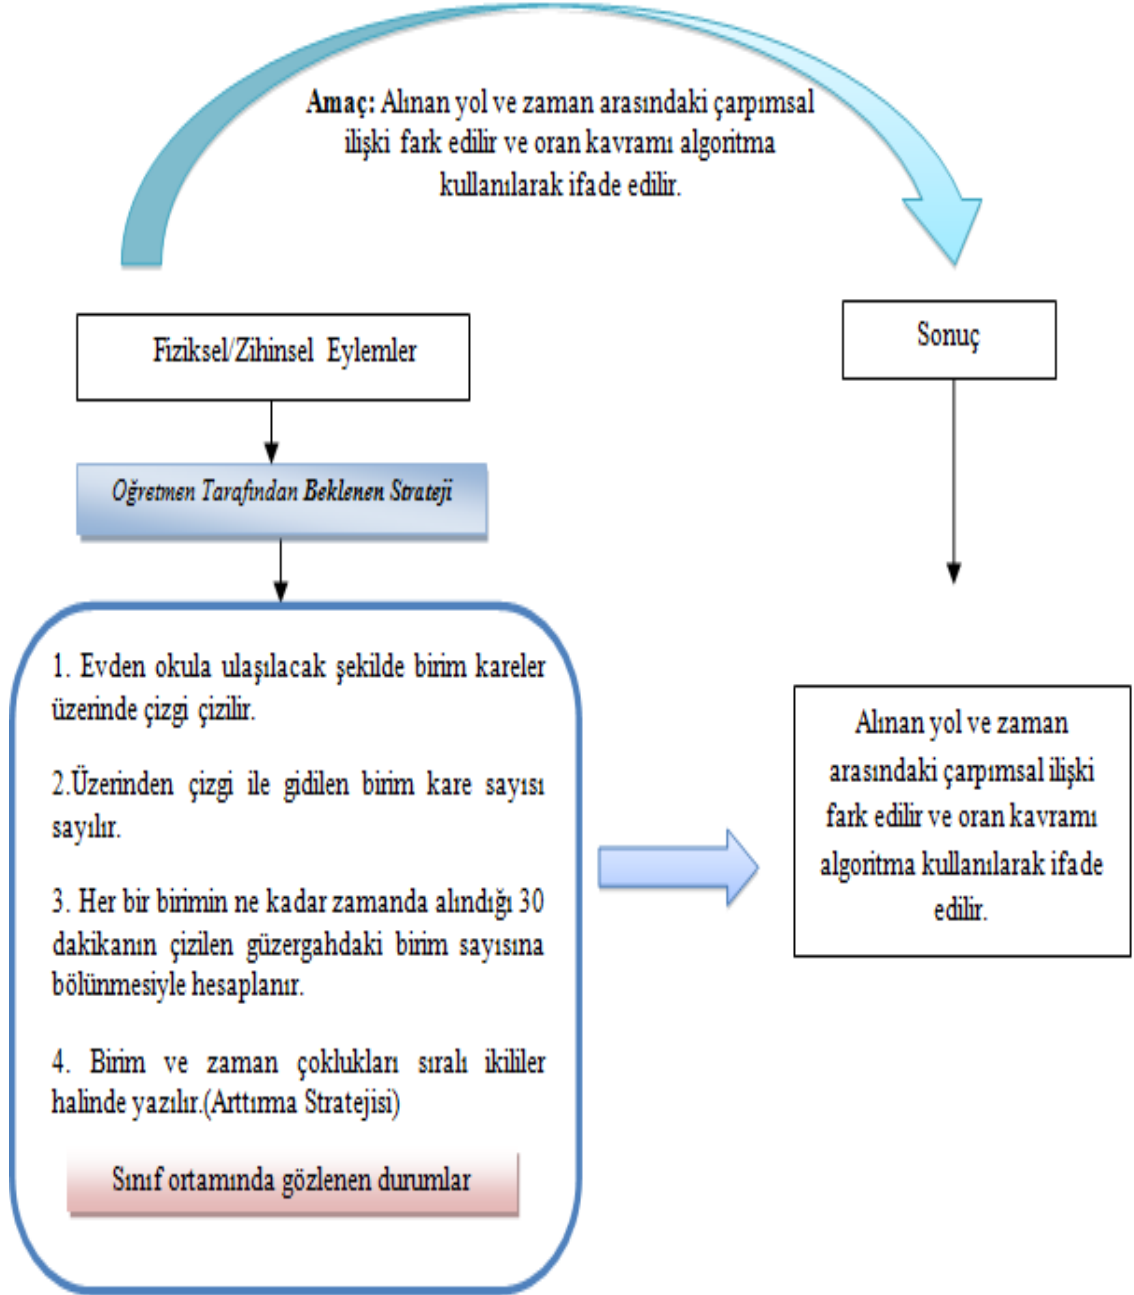 Amaç: Alınan yol ve zaman arasındaki çarpımsal
ilişki fark edilir ve oran kavramı algoritma
kullanılarak ifade edilir.
Fiziksel/Zihinsel Eylemler
Sonuç
Oğretmen Tarafından Beklenen Strateji
1. Evden okula ulaşılacak şekilde birim kareler
üzerinde çizgi çizilir.
2.Üzerinden çizgi ile gidilen birim kare sayısı
sayılır.
3. Her bir birimin ne kadar zamanda alındığı 30
dakikanın çizilen güzergahdaki birim sayısına
bölünmesiyle hesaplanır.
4. Birim ve zaman çoklukları sıralı ikililer
halinde yazılır.(Arttırma Stratejisi)
Sınıf ortamında gözlenen durumlar
Alınan yol ve zaman
arasındaki çarpımsal ilişki
fark edilir ve oran kavramı
algoritma kullanılarak ifade
edilir.